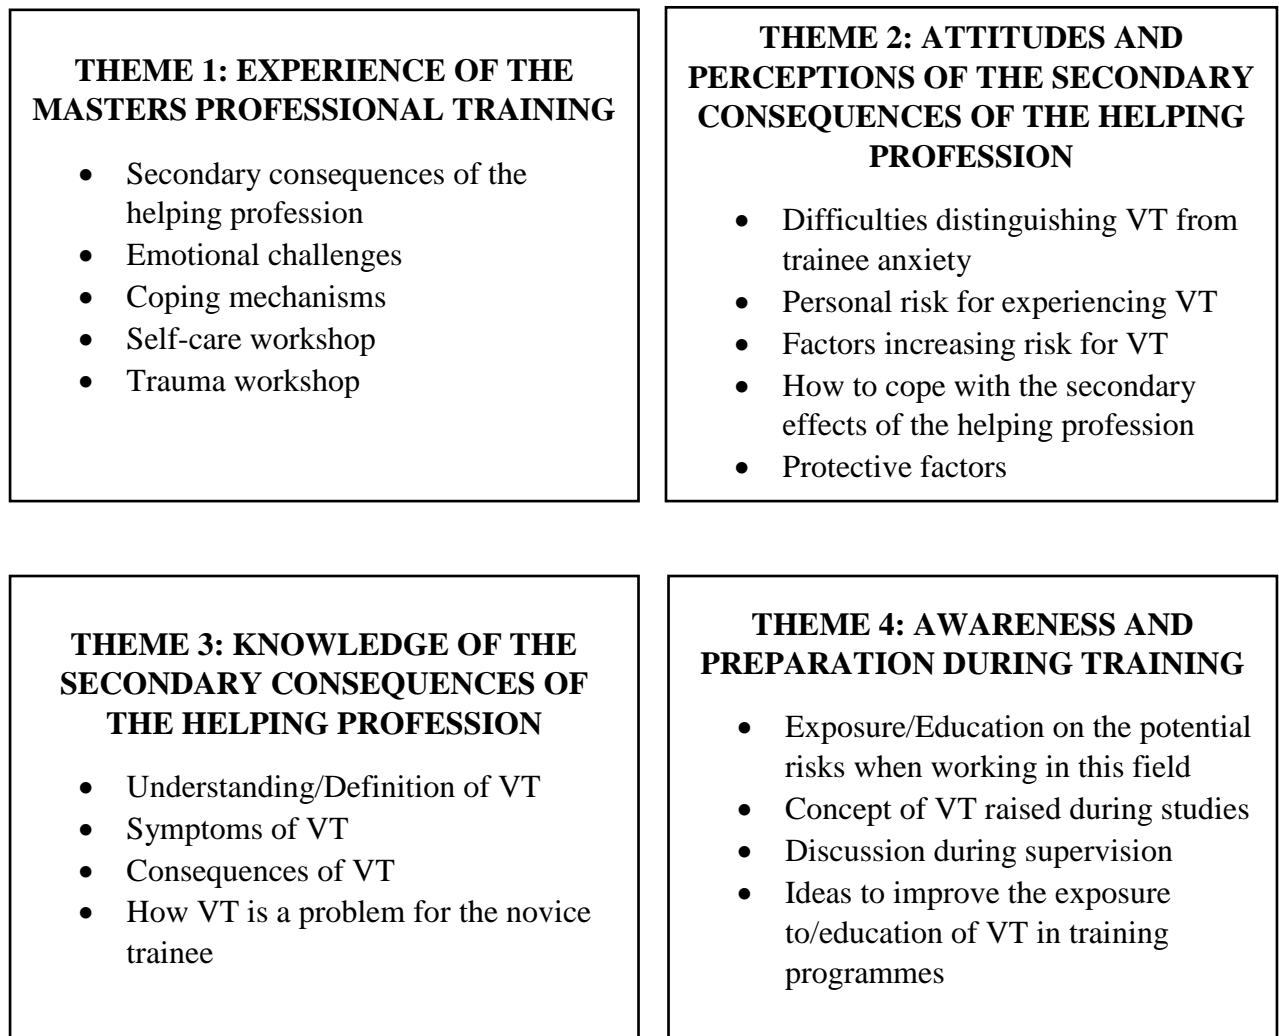 THEME 1: EXPERIENCE OF THE
MASTERS PROFESSIONAL TRAINING
• Secondary consequences of the
helping profession
• Emotional challenges
• Coping mechanisms
• Self-care workshop
• Trauma workshop
THEME 2: ATTITUDES AND
PERCEPTIONS OF THE SECONDARY
CONSEQUENCES OF THE HELPING
PROFESSION
• Difficulties distinguishing VT from
trainee anxiety
• Personal risk for experiencing VT
• Factors increasing risk for VT
• How to cope with the secondary
effects of the helping profession
• Protective factors
THEME 3: KNOWLEDGE OF THE
SECONDARY CONSEQUENCES OF
THE HELPING PROFESSION
• Understanding/Definition of VT
• Symptoms of VT
• Consequences of VT
• How VT is a problem for the novice
trainee
THEME 4: AWARENESS AND
PREPARATION DURING TRAINING
• Exposure/Education on the potential
risks when working in this field
• Concept of VT raised during studies
• Discussion during supervision
• Ideas to improve the exposure
to/education of VT in training
programmes